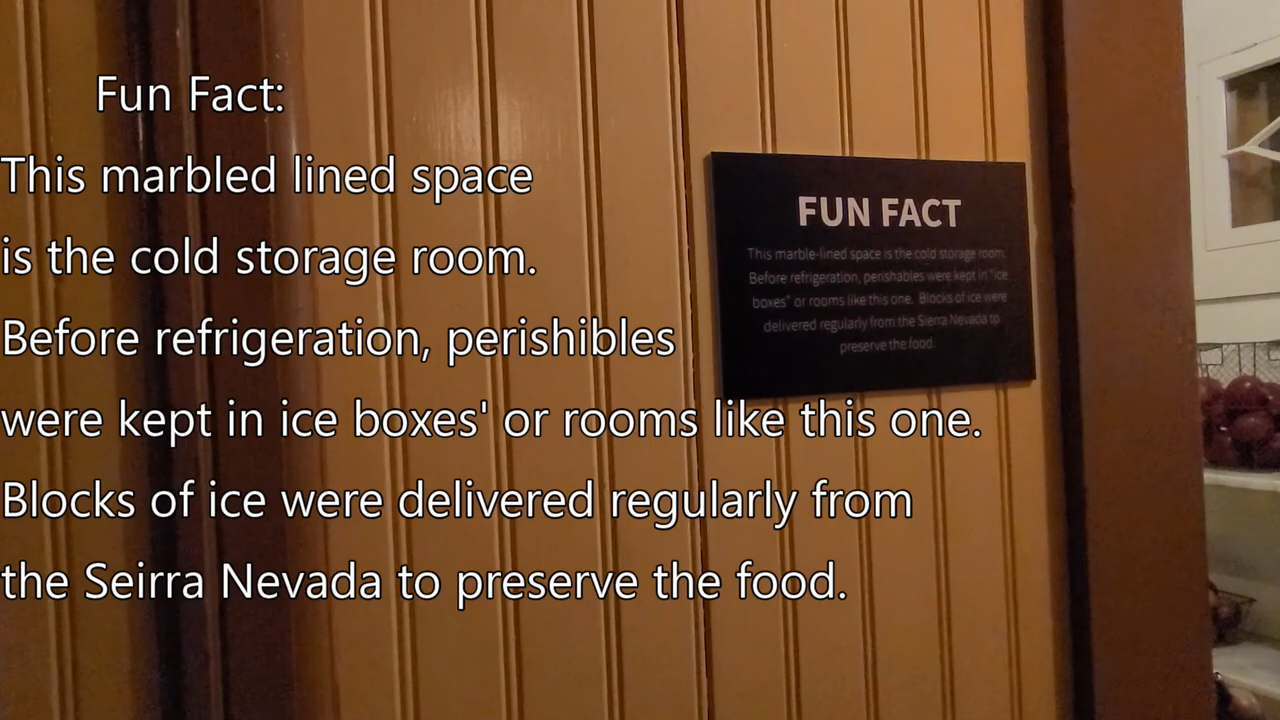 Fun Fact:
This marbled lined space
is the cold storage room.
Before refrigeration, perishibles
were kept in ice boxes' or rooms like this one.
Blocks of ice were delivered regularly from
the Seirra Nevada to preserve the food.
FUN FACT
This marble-lined space is the cold storage room.
Before refrigeration, perishables were kept in "ice
boxes" or rooms like this one. Blocks of ice were
delivered regularly from the Sierra Nevada to
preserve the food.